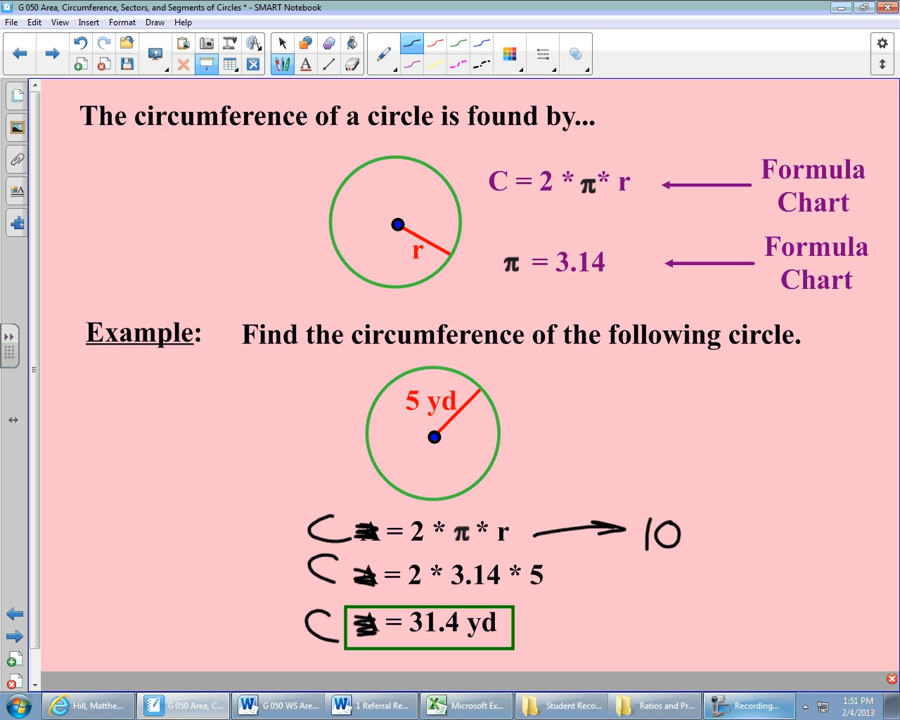 G 050 Area, Circumference, Sectors, and Segments of Circles * - SMART Notebook
File Edit View Insert Format Draw Help
The circumference of a circle is found by...
C = 2 * π * r
Formula
Chart
r
π = 3.14
Formula
Chart
Example: Find the circumference of the following circle.
5 yd
C = 2 * π * r → 10
C = 2 * 3.14 * 5
C = 31.4 yd
Hill, Matthe... G 050 Area, C... G 050 WS Are... 1 Referral Re... Microsoft Ex... Student Reco... Ratios and Pr... Recording... 1:51 PM
2/4/2013